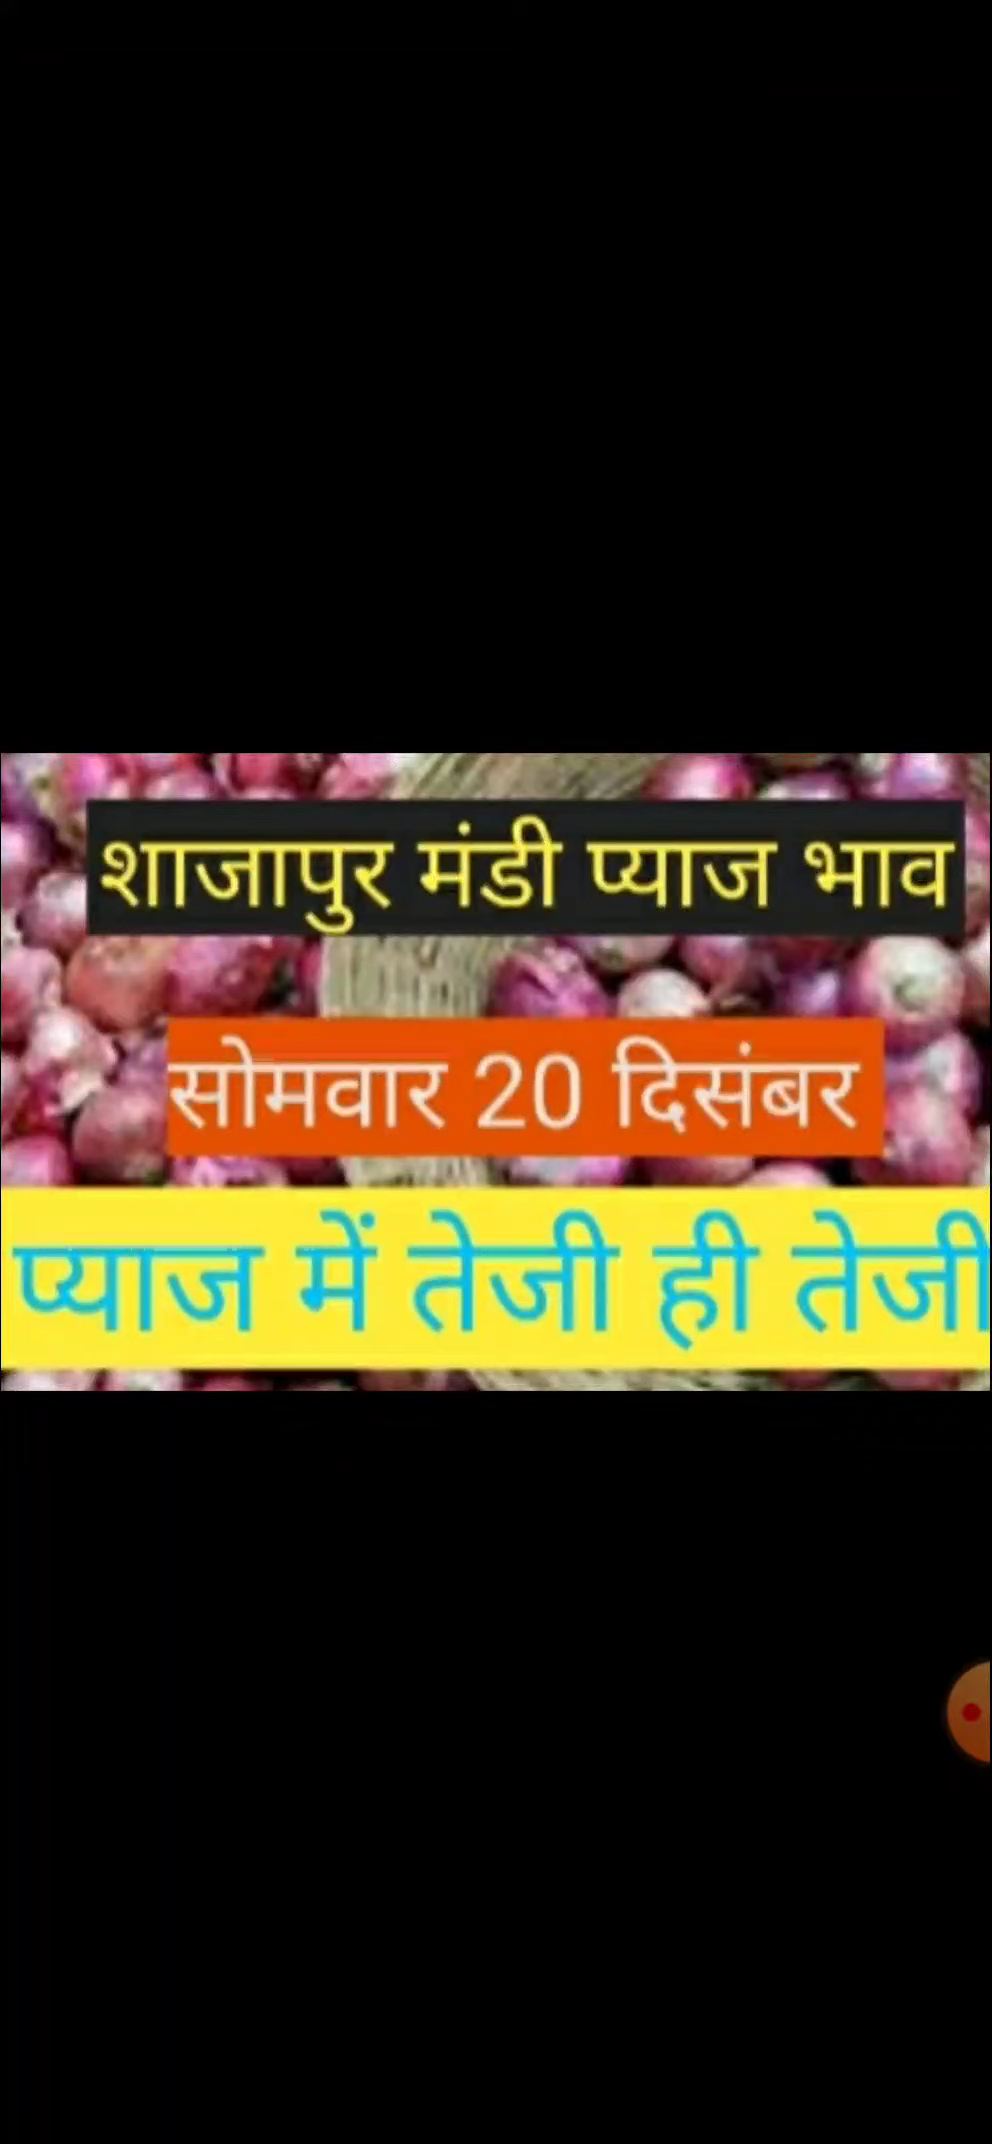 शाजापुर मंडी प्याज भाव
सोमवार 20 दिसंबर
प्याज में तेजी ही तेजी